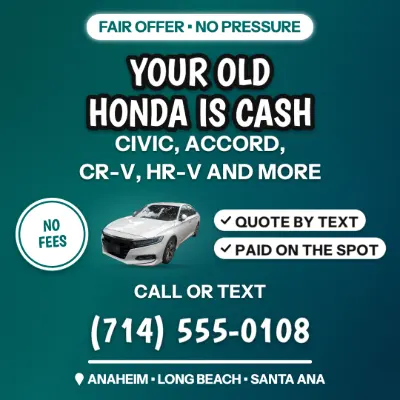 FAIR OFFER • NO PRESSURE
YOUR OLD
HONDA IS CASH
CIVIC, ACCORD,
CR-V, HR-V AND MORE
NO
FEES
✓ QUOTE BY TEXT
✓ PAID ON THE SPOT
CALL OR TEXT
(714) 555-0108
ANAHEIM • LONG BEACH • SANTA ANA